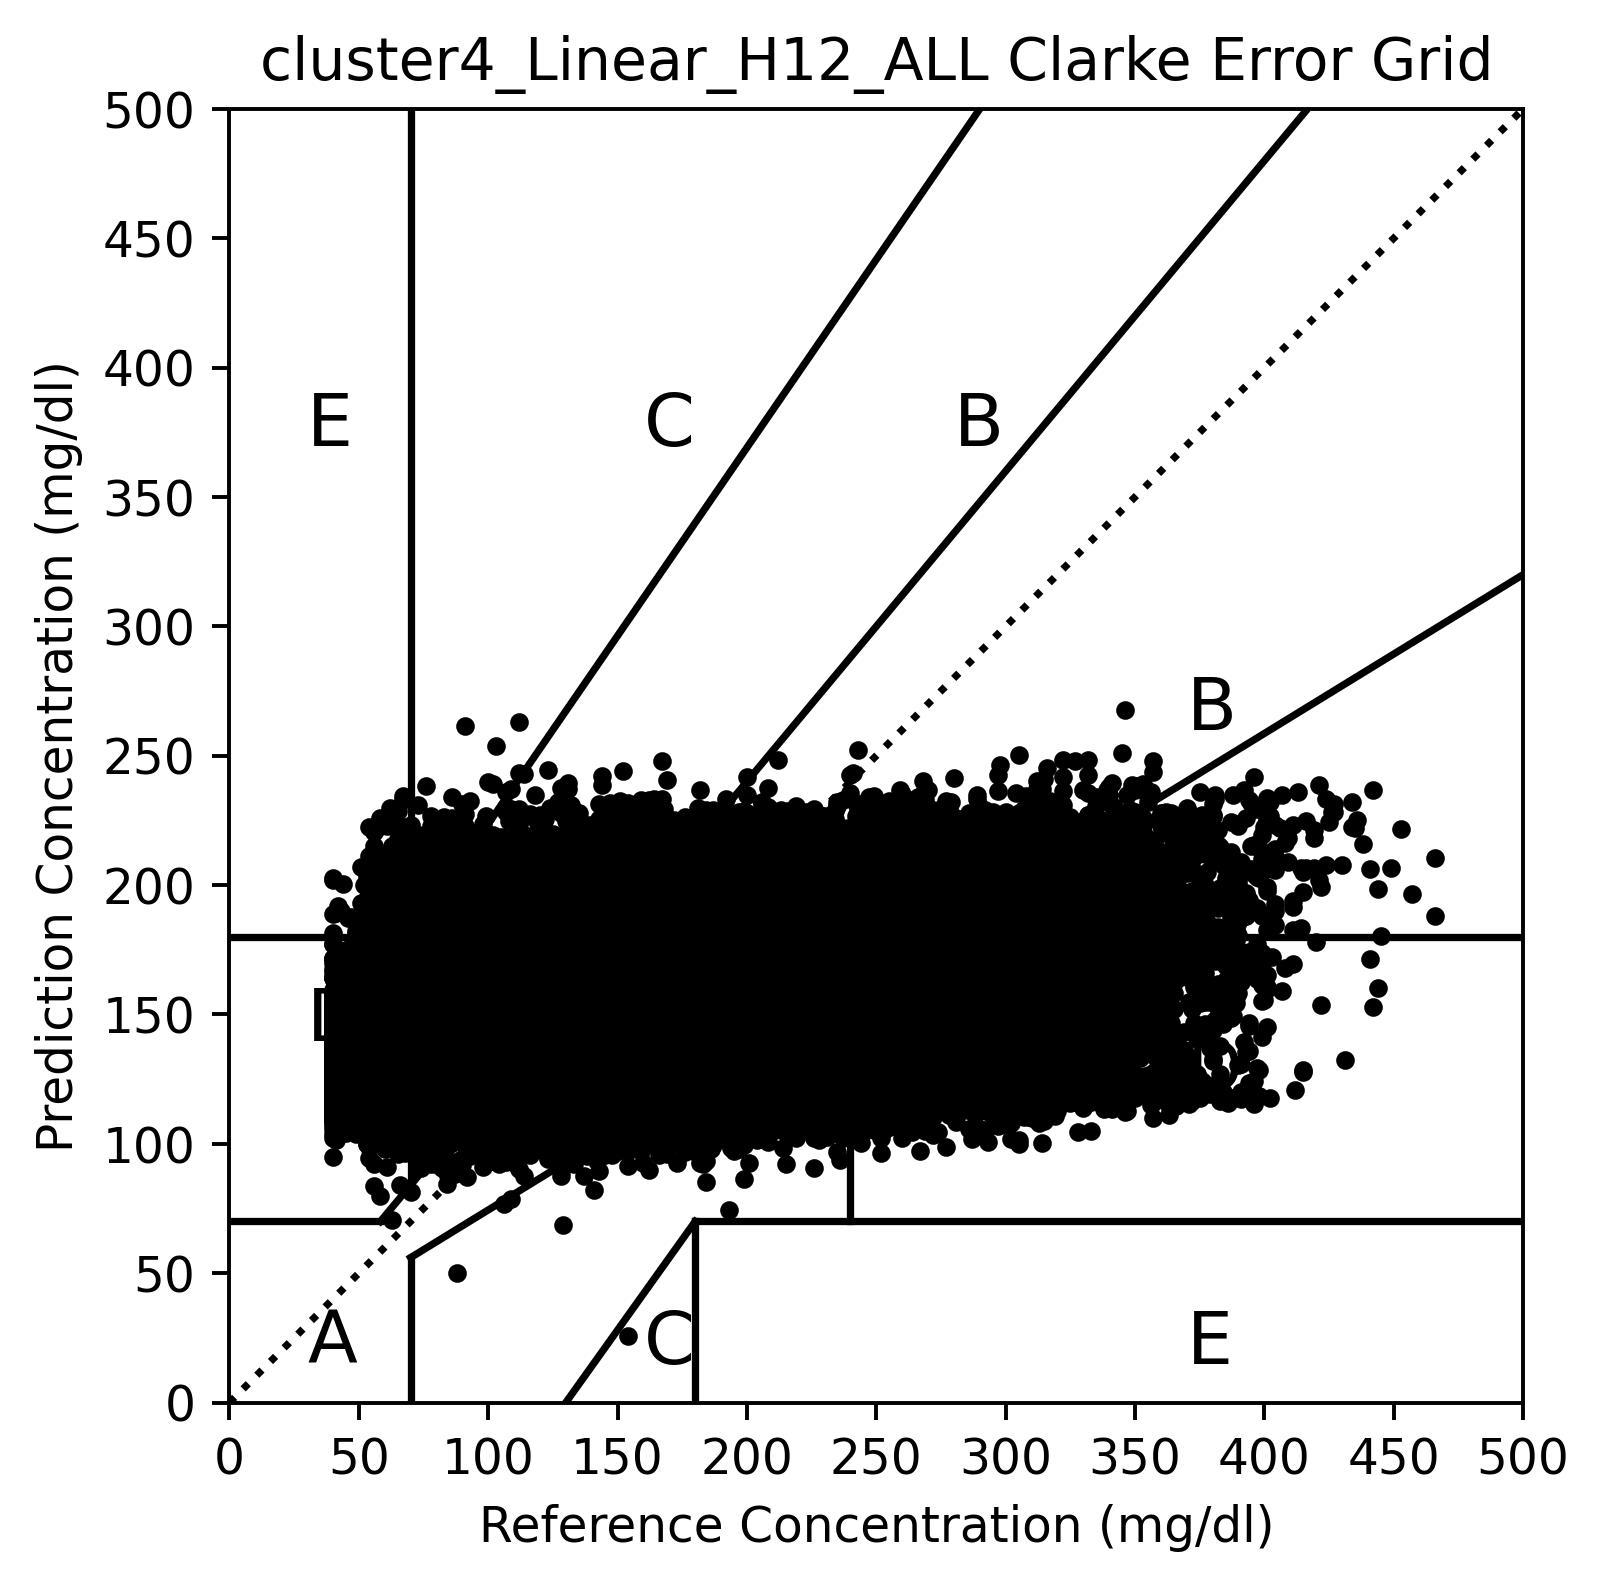 cluster4_Linear_H12_ALL Clarke Error Grid
500
450
400
350
300
250
200
150
100
50
0
Prediction Concentration (mg/dl)
E
C
B
B
A
C
E
0 50 100 150 200 250 300 350 400 450 500
Reference Concentration (mg/dl)